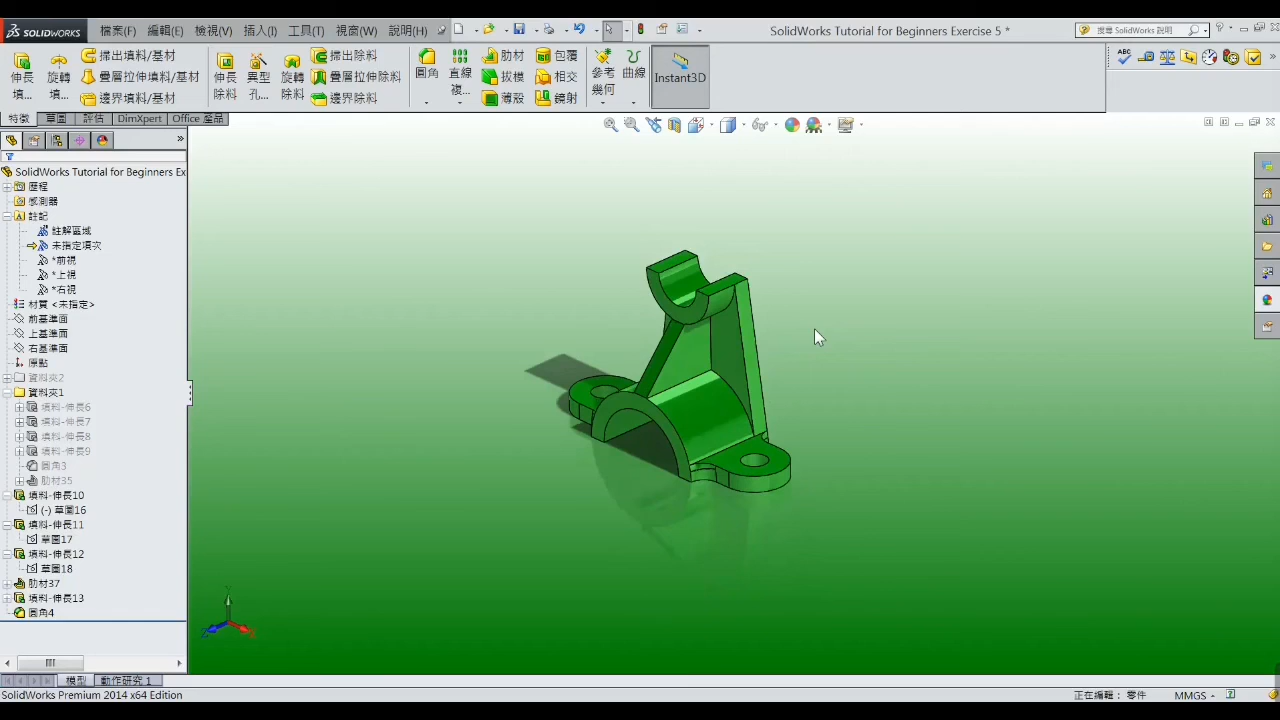 SOLIDWORKS 檔案(F) 編輯(E) 檢視(V) 插入(I) 工具(T) 視窗(W) 說明(H) SolidWorks Tutorial for Beginners Exercise 5 * 搜尋 SolidWorks 說明
伸長填... 旋轉填... 掃出填料/基材 疊層拉伸填料/基材 邊界填料/基材 伸長除料 異型孔... 旋轉除料 掃出除料 疊層拉伸除料 邊界除料 圓角 直線複... 肋材 拔模 薄殼 包覆 相交 鏡射 參考幾何 曲線 Instant3D
特徵 草圖 評估 DimXpert Office 產品
SolidWorks Tutorial for Beginners Ex
歷程
感測器
註記
註解區域
未指定項次
*前視
*上視
*右視
材質 <未指定>
前基準面
上基準面
右基準面
原點
資料夾2
資料夾1
填料-伸長6
填料-伸長7
填料-伸長8
填料-伸長9
圓角3
肋材35
填料-伸長10
(-) 草圖16
填料-伸長11
草圖17
填料-伸長12
草圖18
肋材37
填料-伸長13
圓角4
模型 動作研究 1
SolidWorks Premium 2014 x64 Edition 正在編輯: 零件 MMGS